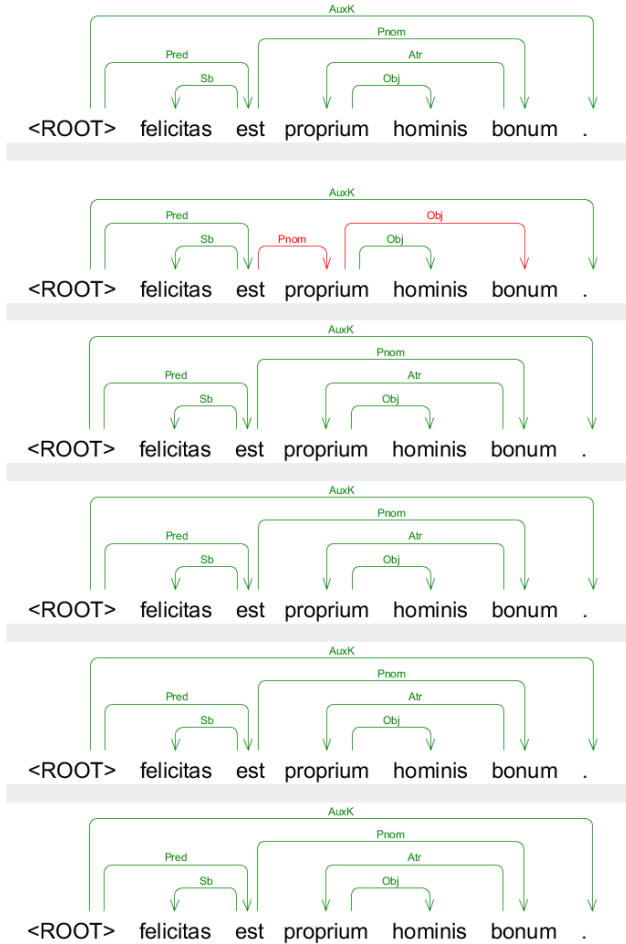 AuxK
Pnom
Pred Atr
Sb Obj
<ROOT> felicitas est proprium hominis bonum .
AuxK
Pred Obj
Sb Pnom Obj
<ROOT> felicitas est proprium hominis bonum .
AuxK
Pnom
Pred Atr
Sb Obj
<ROOT> felicitas est proprium hominis bonum .
AuxK
Pnom
Pred Atr
Sb Obj
<ROOT> felicitas est proprium hominis bonum .
AuxK
Pnom
Pred Atr
Sb Obj
<ROOT> felicitas est proprium hominis bonum .
AuxK
Pnom
Pred Atr
Sb Obj
<ROOT> felicitas est proprium hominis bonum .